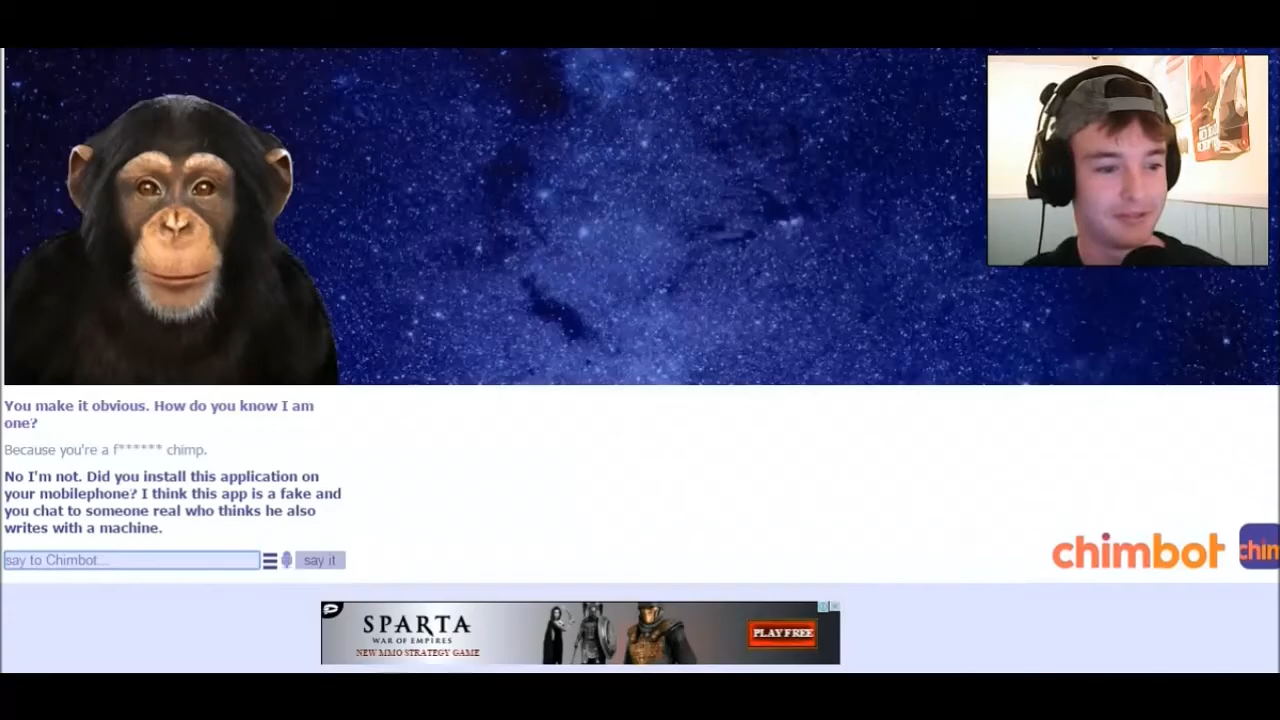 You make it obvious. How do you know I am
one?
Because you're a f****** chimp.
No I'm not. Did you install this application on
your mobilephone? I think this app is a fake and
you chat to someone real who thinks he also
writes with a machine.
say to Chimbot...
say it
chimbot
chin
SPARTA
WAR OF EMPIRES
NEW MMO STRATEGY GAME
PLAY FREE